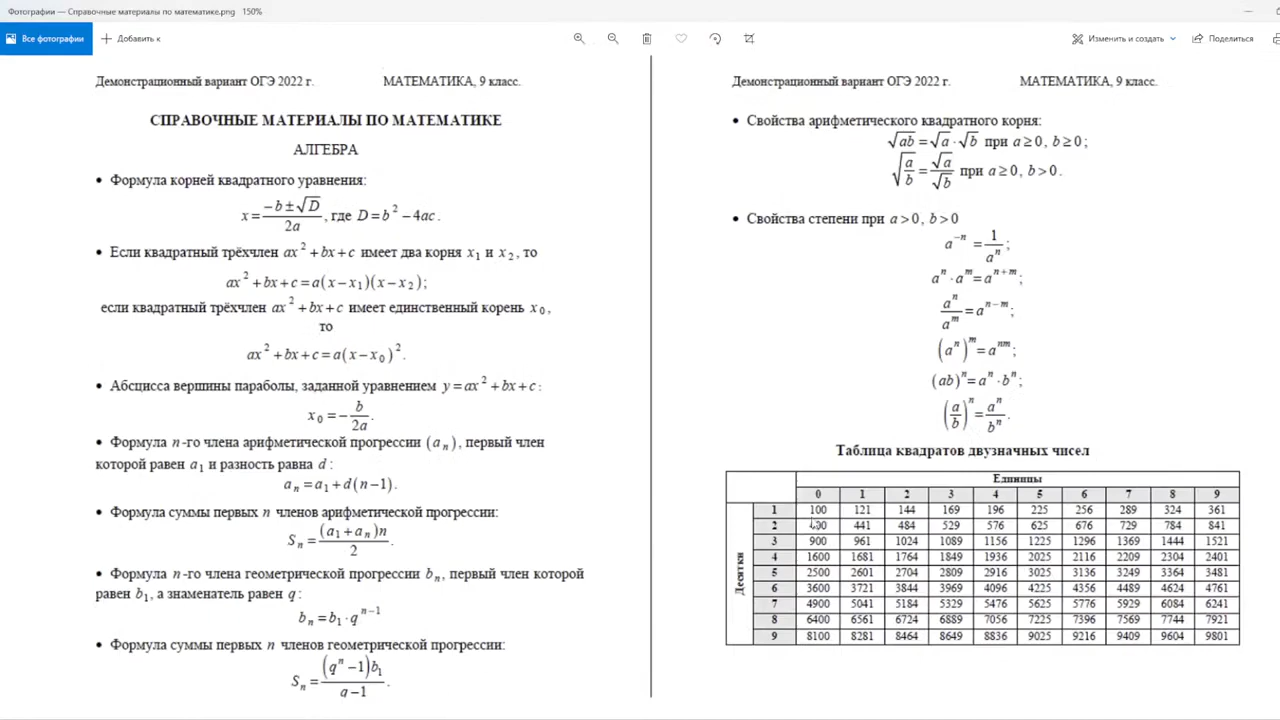 Фотографии — Справочные материалы по математике.png 150%
Все фотографии
Добавить к
Изменить и создать
Поделиться
Демонстрационный вариант ОГЭ 2022 г. МАТЕМАТИКА, 9 класс.
СПРАВОЧНЫЕ МАТЕРИАЛЫ ПО МАТЕМАТИКЕ
АЛГЕБРА
• Формула корней квадратного уравнения:
x = (−b ± √D) / 2a, где D = b² − 4ac.
• Если квадратный трёхчлен ax² + bx + c имеет два корня x₁ и x₂, то
ax² + bx + c = a(x − x₁)(x − x₂);
если квадратный трёхчлен ax² + bx + c имеет единственный корень x₀,
то
ax² + bx + c = a(x − x₀)².
• Абсцисса вершины параболы, заданной уравнением y = ax² + bx + c:
x₀ = −b / 2a.
• Формула n-го члена арифметической прогрессии (aₙ), первый член
которой равен a₁ и разность равна d:
aₙ = a₁ + d(n − 1).
• Формула суммы первых n членов арифметической прогрессии:
Sₙ = (a₁ + aₙ)n / 2.
• Формула n-го члена геометрической прогрессии bₙ, первый член которой
равен b₁, а знаменатель равен q:
bₙ = b₁ · qⁿ⁻¹
• Формула суммы первых n членов геометрической прогрессии:
Sₙ = (qⁿ − 1)b₁ / q − 1.
Демонстрационный вариант ОГЭ 2022 г. МАТЕМАТИКА, 9 класс.
• Свойства арифметического квадратного корня:
√ab = √a · √b при a ≥ 0, b ≥ 0;
√(a/b) = √a / √b при a ≥ 0, b > 0.
• Свойства степени при a > 0, b > 0
a⁻ⁿ = 1 / aⁿ;
aⁿ · aᵐ = aⁿ⁺ᵐ;
aⁿ / aᵐ = aⁿ⁻ᵐ;
(aⁿ)ᵐ = aⁿᵐ;
(ab)ⁿ = aⁿ · bⁿ;
(a/b)ⁿ = aⁿ / bⁿ.
Таблица квадратов двузначных чисел
Единицы
0 1 2 3 4 5 6 7 8 9
Десятки
1 100 121 144 169 196 225 256 289 324 361
2 400 441 484 529 576 625 676 729 784 841
3 900 961 1024 1089 1156 1225 1296 1369 1444 1521
4 1600 1681 1764 1849 1936 2025 2116 2209 2304 2401
5 2500 2601 2704 2809 2916 3025 3136 3249 3364 3481
6 3600 3721 3844 3969 4096 4225 4356 4489 4624 4761
7 4900 5041 5184 5329 5476 5625 5776 5929 6084 6241
8 6400 6561 6724 6889 7056 7225 7396 7569 7744 7921
9 8100 8281 8464 8649 8836 9025 9216 9409 9604 9801